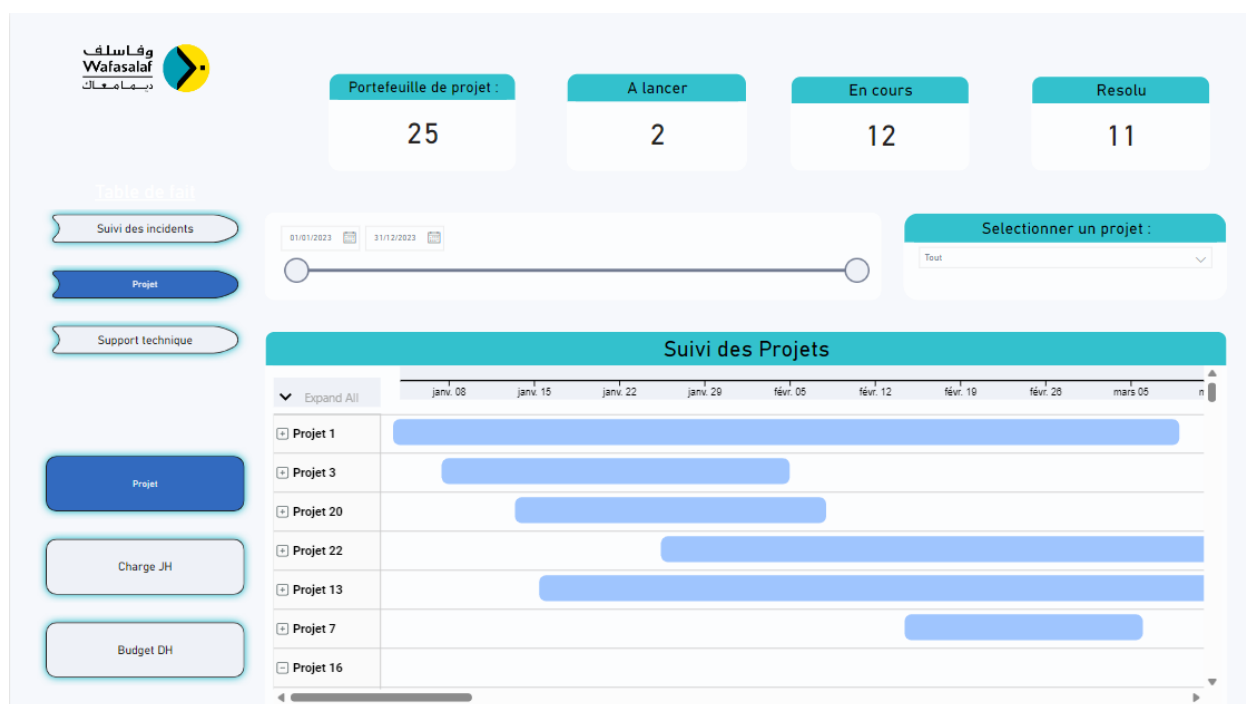 وفاسلف
Wafasalaf
ديما معاك
Portefeuille de projet :
25
A lancer
2
En cours
12
Resolu
11
Table de fait
Suivi des incidents
Projet
Support technique
01/01/2023
31/12/2023
Selectionner un projet :
Tout
Projet
Charge JH
Budget DH
Suivi des Projets
Expand All
janv. 08 janv. 15 janv. 22 janv. 29 févr. 05 févr. 12 févr. 19 févr. 26 mars 05 m
Projet 1
Projet 3
Projet 20
Projet 22
Projet 13
Projet 7
Projet 16